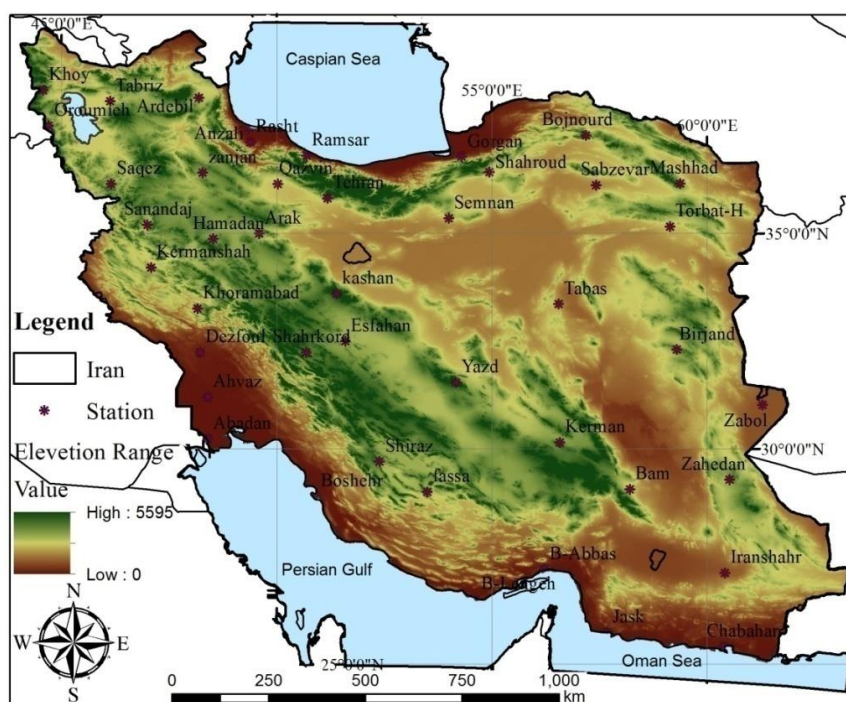 45°0'0"E
Caspian Sea
55°0'0"E
60°0'0"E
Khoy
Tabriz
Ardebil
Oroumieh
Anzali
Rasht
Ramsar
Gorgan
Bojnourd
Saqez
zanjan
Qazvin
Tehran
Shahroud
Sabzevar
Mashhad
Semnan
Torbat-H
Sanandaj
Hamadan
Arak
35°0'0"N
Kermanshah
kashan
Khoramabad
Tabas
Legend
Dezfoul
Shahrkord
Esfahan
Birjand
Iran
Yazd
Station
Ahvaz
Zabol
Abadan
Kerman
30°0'0"N
Elevetion Range
Shiraz
Zahedan
Value
Boshehr
fassa
Bam
High : 5595
B-Abbas
Iranshahr
Low : 0
Persian Gulf
B-Lengeh
Jask
Chabahar
N
W
E
S
25°0'0"N
Oman Sea
0
250
500
750
1,000
km